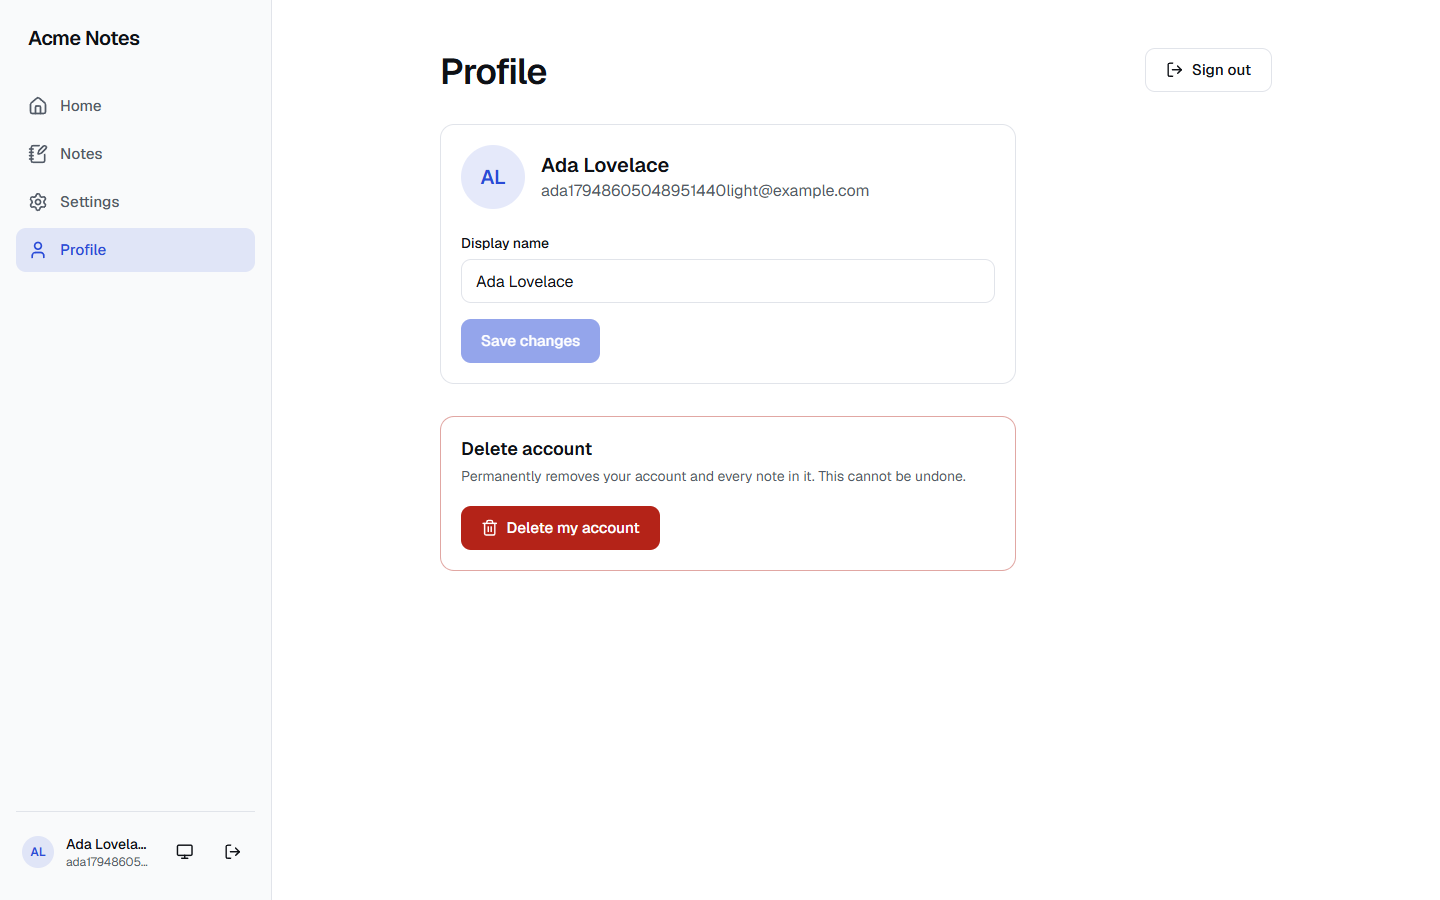 Acme Notes
Home
Notes
Settings
Profile
AL
Ada Lovela...
ada17948605...
Profile
Sign out
AL
Ada Lovelace
ada17948605048951440light@example.com
Display name
Ada Lovelace
Save changes
Delete account
Permanently removes your account and every note in it. This cannot be undone.
Delete my account